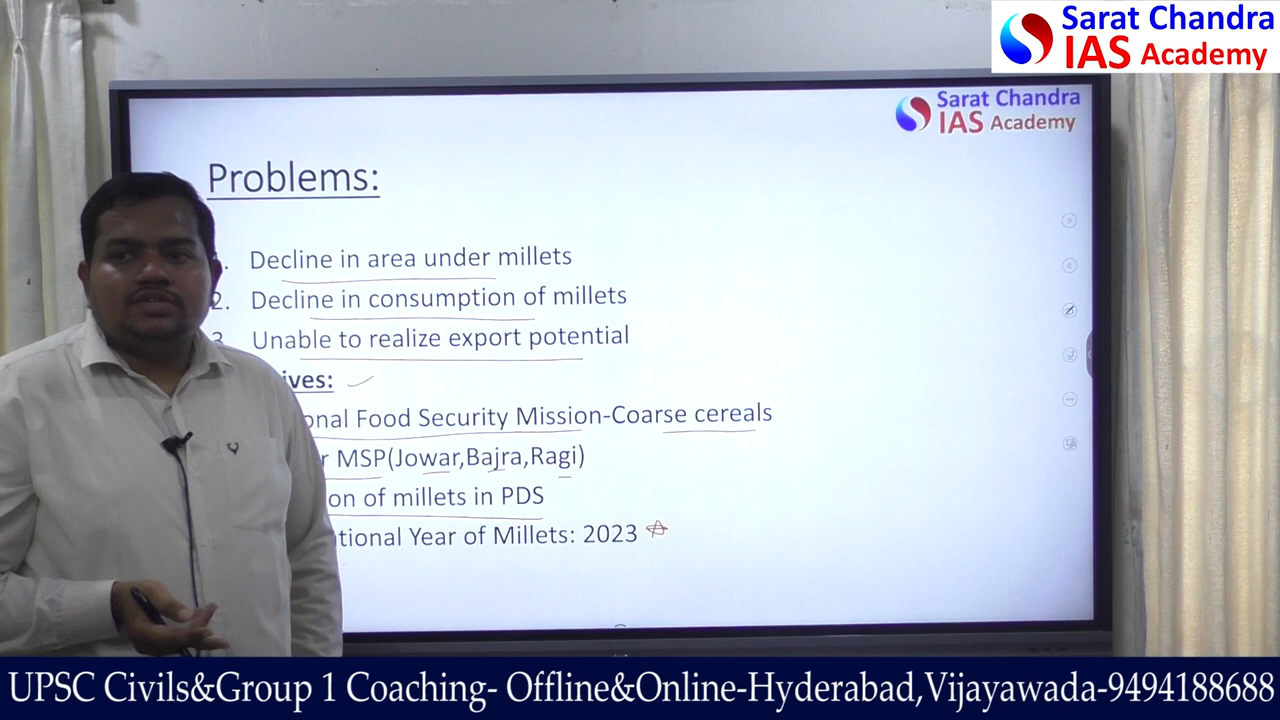 Sarat Chandra
IAS Academy
Sarat Chandra
IAS Academy
Problems:
Decline in area under millets
2. Decline in consumption of millets
3. Unable to realize export potential
ives:
onal Food Security Mission-Coarse cereals
r MSP(Jowar,Bajra,Ragi)
on of millets in PDS
ational Year of Millets: 2023
UPSC Civils&Group 1 Coaching- Offline&Online-Hyderabad,Vijayawada-9494188688